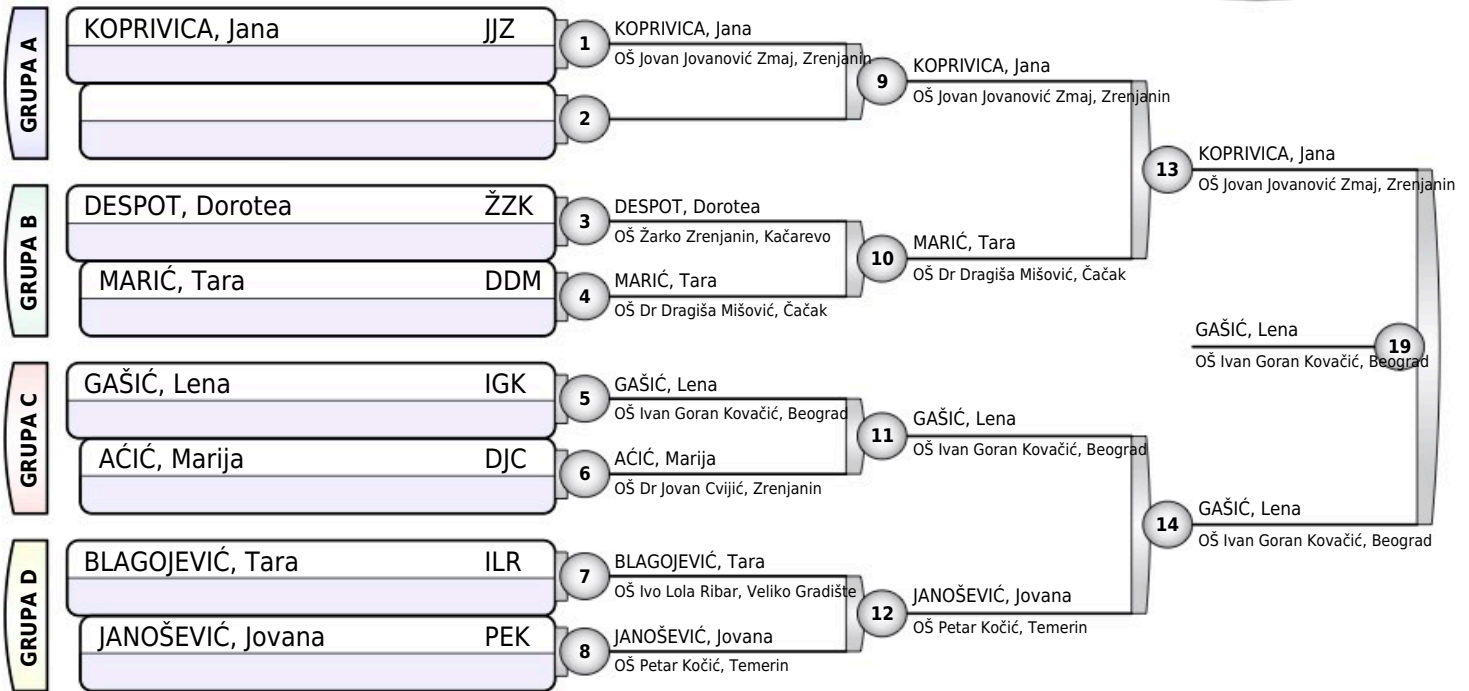 GRUPA A
KOPRIVICA, Jana JJZ
1
KOPRIVICA, Jana
OŠ Jovan Jovanović Zmaj, Zrenjanin
2
9
KOPRIVICA, Jana
OŠ Jovan Jovanović Zmaj, Zrenjanin
13
KOPRIVICA, Jana
OŠ Jovan Jovanović Zmaj, Zrenjanin
GRUPA B
DESPOT, Dorotea ŽZK
3
DESPOT, Dorotea
OŠ Žarko Zrenjanin, Kačarevo
MARIĆ, Tara DDM
4
MARIĆ, Tara
OŠ Dr Dragiša Mišović, Čačak
10
MARIĆ, Tara
OŠ Dr Dragiša Mišović, Čačak
GAŠIĆ, Lena
OŠ Ivan Goran Kovačić, Beograd
19
GRUPA C
GAŠIĆ, Lena IGK
5
GAŠIĆ, Lena
OŠ Ivan Goran Kovačić, Beograd
AĆIĆ, Marija DJC
6
AĆIĆ, Marija
OŠ Dr Jovan Cvijić, Zrenjanin
11
GAŠIĆ, Lena
OŠ Ivan Goran Kovačić, Beograd
14
GAŠIĆ, Lena
OŠ Ivan Goran Kovačić, Beograd
GRUPA D
BLAGOJEVIĆ, Tara ILR
7
BLAGOJEVIĆ, Tara
OŠ Ivo Lola Ribar, Veliko Gradište
JANOŠEVIĆ, Jovana PEK
8
JANOŠEVIĆ, Jovana
OŠ Petar Kočić, Temerin
12
JANOŠEVIĆ, Jovana
OŠ Petar Kočić, Temerin